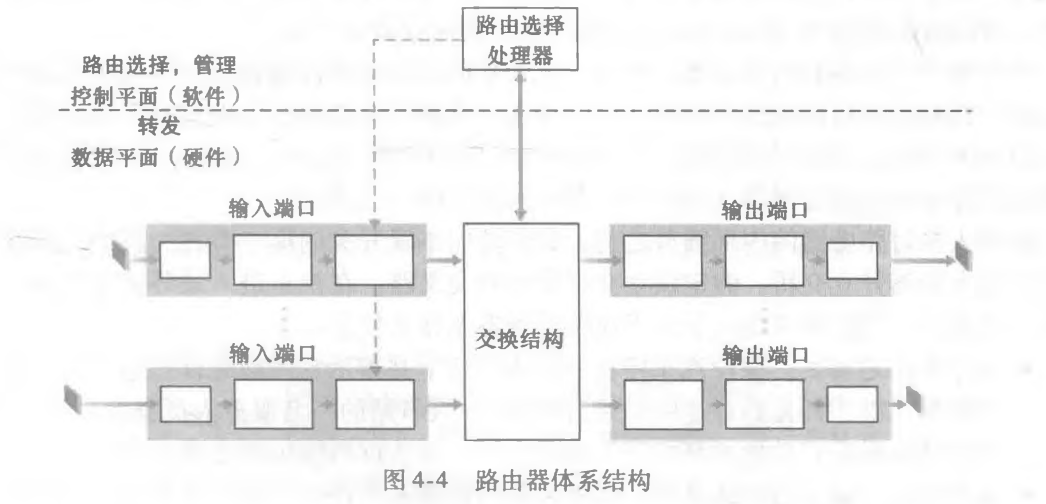 路由选择
处理器
路由选择，管理
控制平面（软件）
转发
数据平面（硬件）
输入端口
输出端口
交换结构
输入端口
输出端口
图 4-4 路由器体系结构